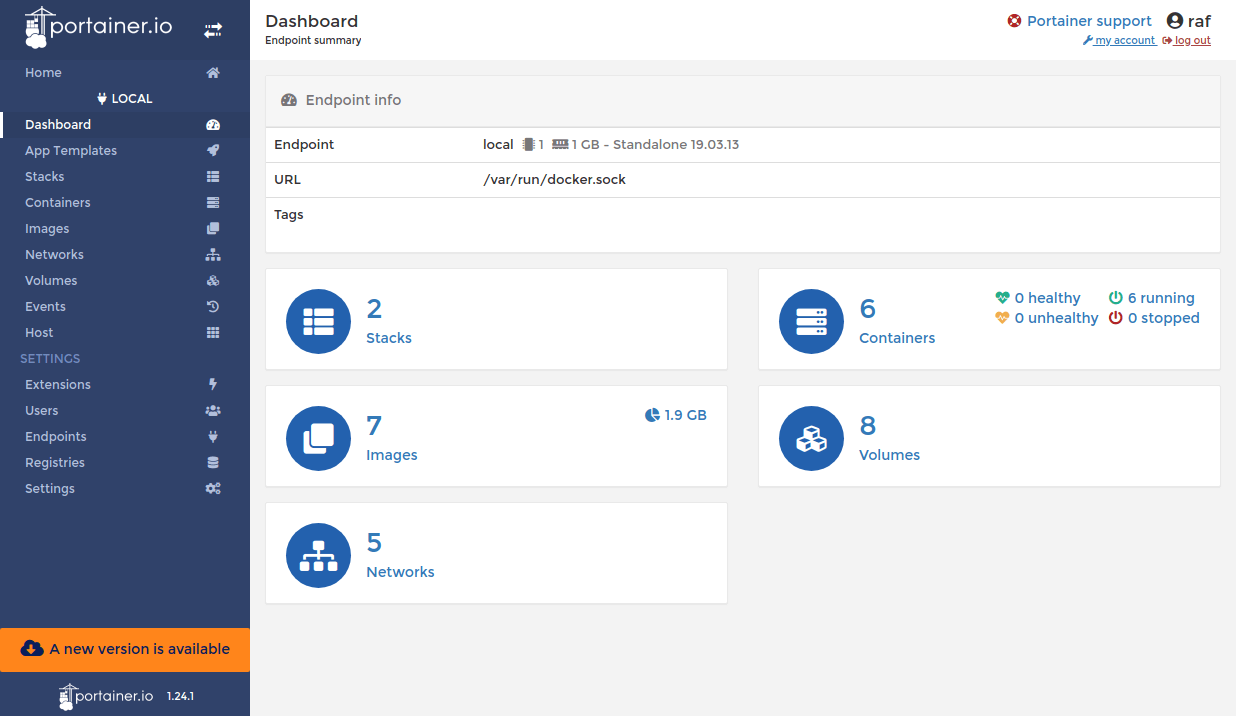 portainer.io
Home
LOCAL
Dashboard
App Templates
Stacks
Containers
Images
Networks
Volumes
Events
Host
SETTINGS
Extensions
Users
Endpoints
Registries
Settings
A new version is available
portainer.io 1.24.1
Dashboard
Endpoint summary
Portainer support raf
my account log out
Endpoint info
Endpoint local 1 1 GB - Standalone 19.03.13
URL /var/run/docker.sock
Tags
2
Stacks
6
Containers
0 healthy 6 running
0 unhealthy 0 stopped
7
Images
1.9 GB
8
Volumes
5
Networks